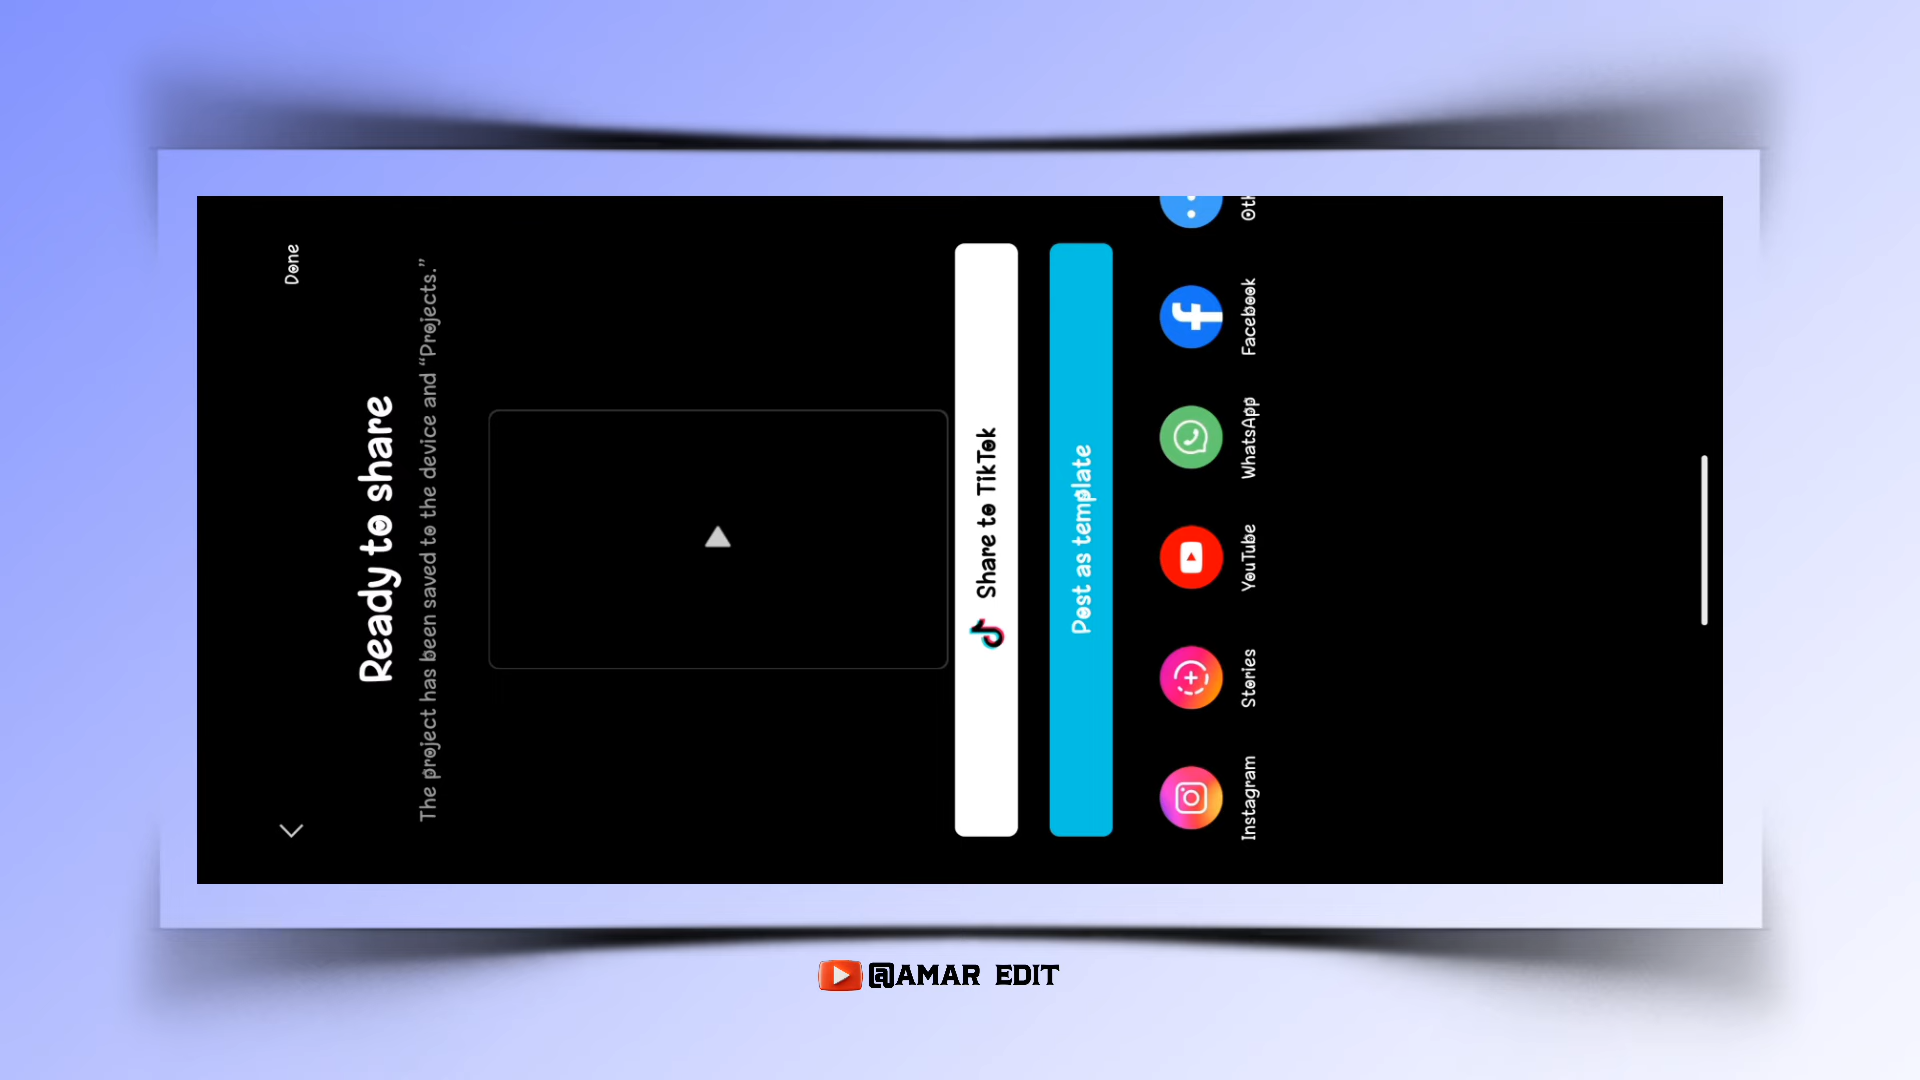 Done
Ready to share
The project has been saved to the device and “Projects.”
Share to TikTok
Post as template
Instagram
Stories
YouTube
WhatsApp
Facebook
@AMAR EDIT